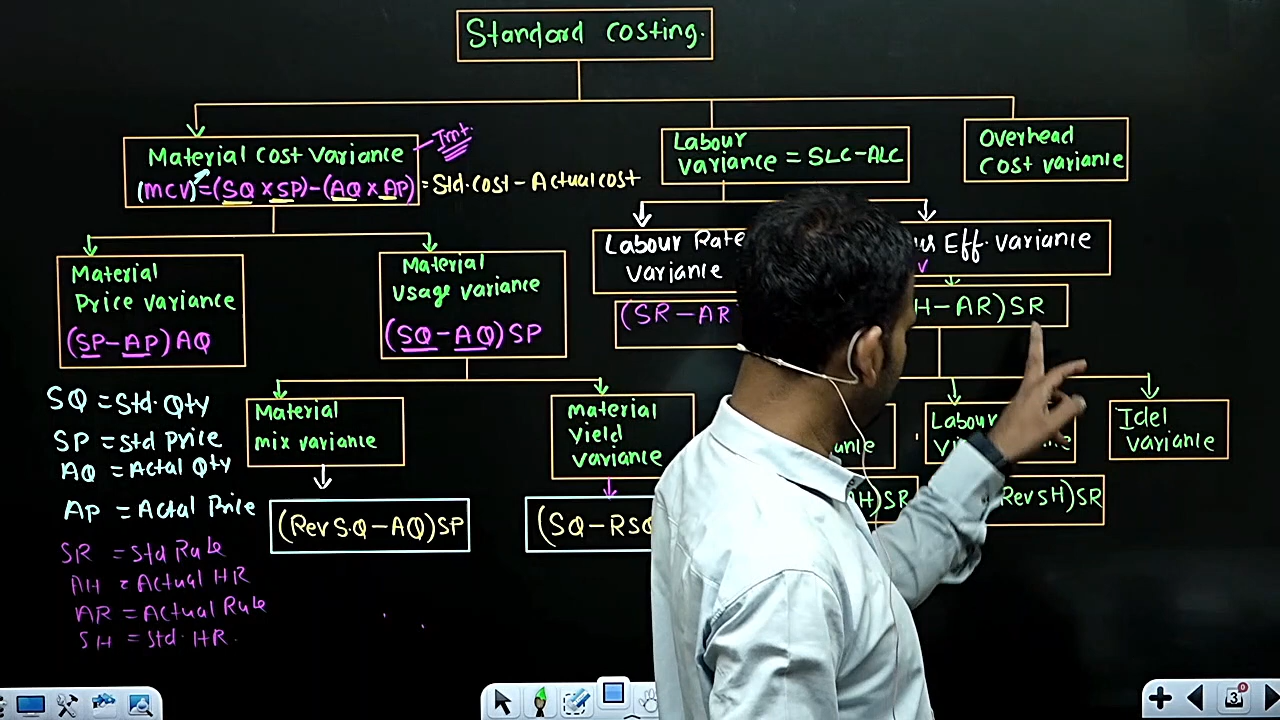 Standard Costing.
Material Cost Variance
Imt.
(MCV)=(SQ×SP)-(AQ×AP)
=Std.Cost-Actual Cost
Labour
Variance = SLC-ALC
Overhead
Cost Variance
Material
Price Variance
(SP-AP)AQ
Material
Usage Variance
(SQ-AQ)SP
Labour Rate
Variance
(SR-AR
Eff. Variance
H-AR)SR
SQ = Std. Qty
SP = Std Price
AQ = Actal Qty
AP = Actal Price
SR = Std Rate
AH = Actual HR
AR = Actual Rate
SH = Std. HR.
Material
mix variance
(Rev S.Q-AQ)SP
Material
Yield
Variance
(SQ-RSQ
H)SR
Labour
RevSH)SR
Idel
Variance
3